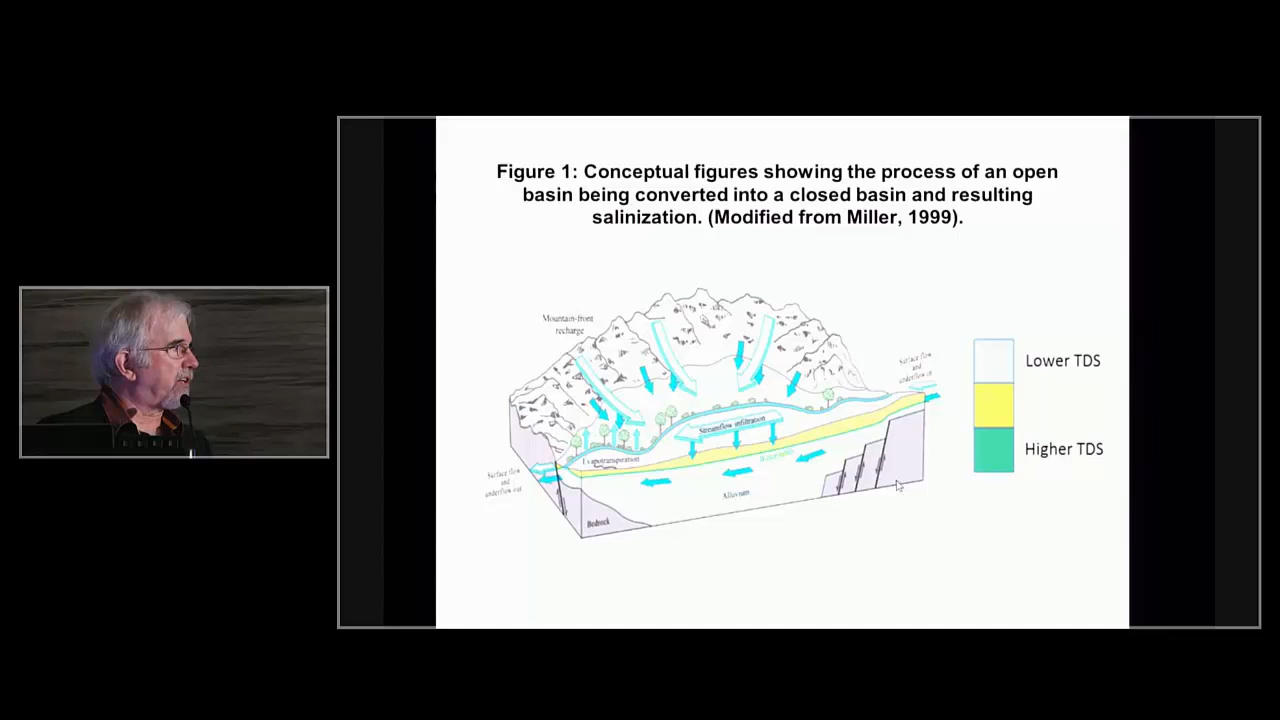 Figure 1: Conceptual figures showing the process of an open
basin being converted into a closed basin and resulting
salinization. (Modified from Miller, 1999).
Mountain-front
recharge
Surface flow
and
underflow
Lower TDS
Higher TDS
Streamflow infiltration
Evapotranspiration
Water table
Surface flow
and
underflow out
Alluvium
Bedrock